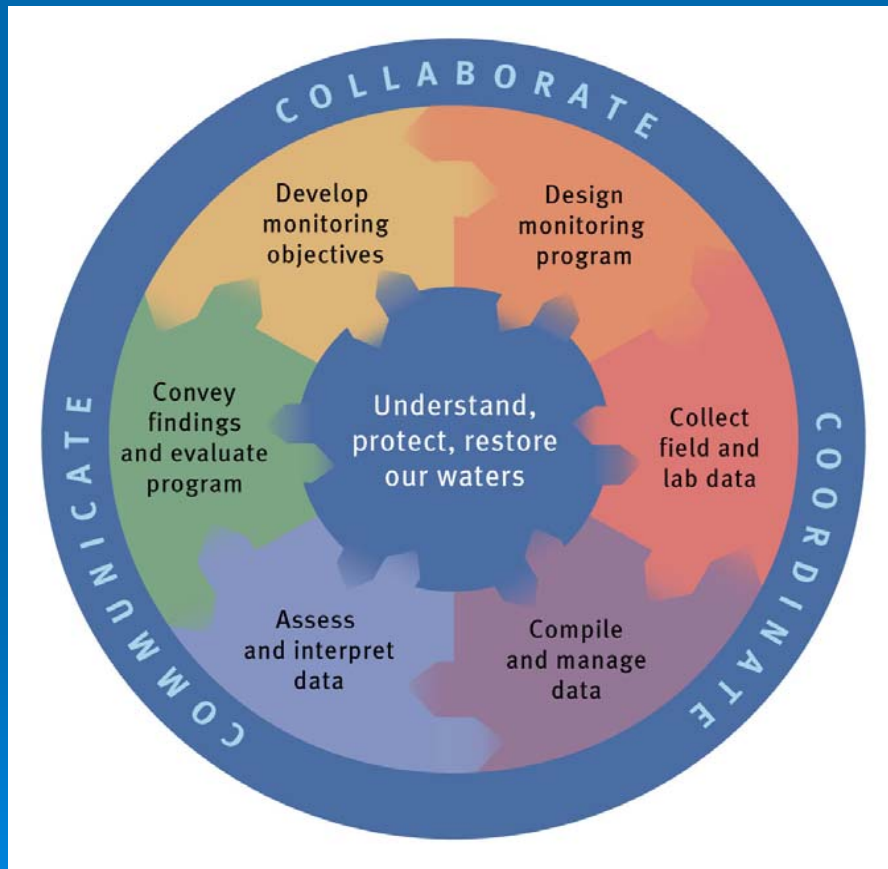 COLLABORATE
Develop
monitoring
objectives
Design
monitoring
program
Convey
findings
and evaluate
program
Understand,
protect, restore
our waters
Collect
field and
lab data
Assess
and interpret
data
Compile
and manage
data
COMMUNICATE
COORDINATE